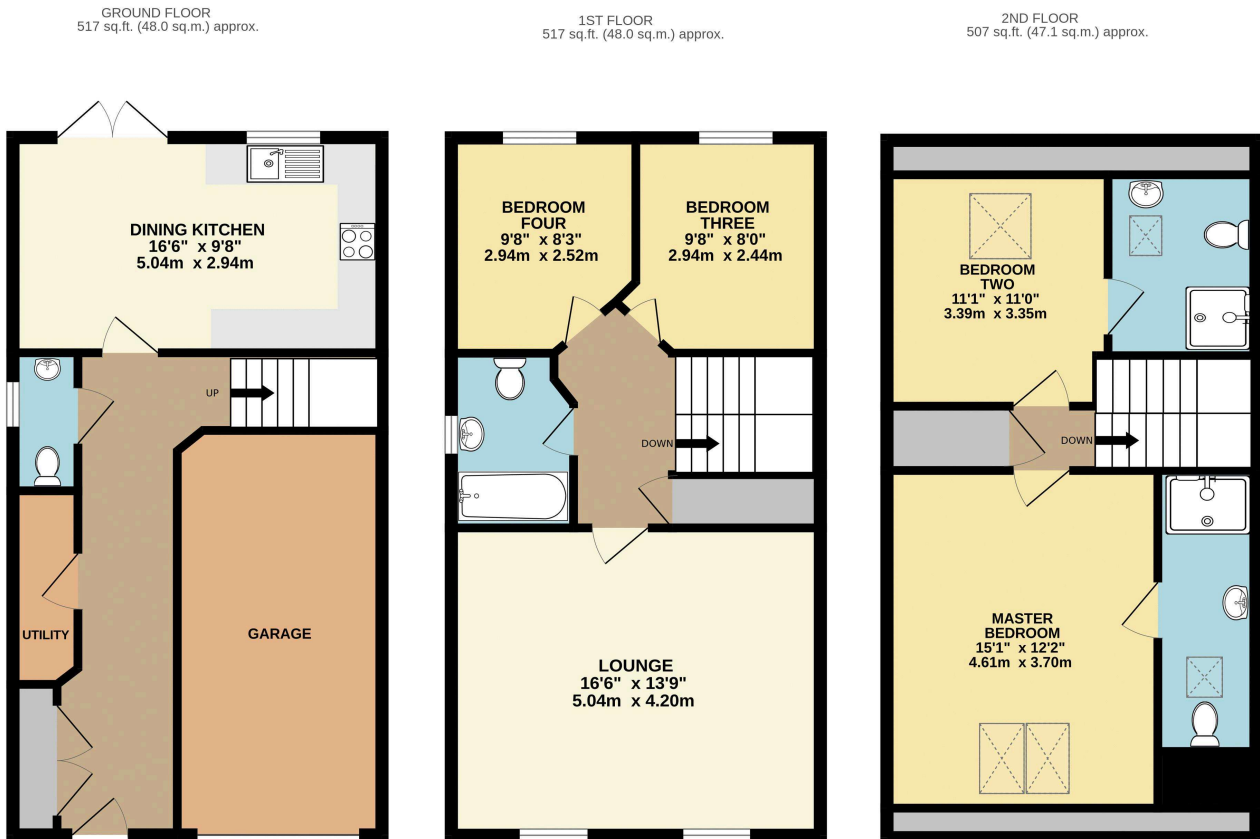 GROUND FLOOR
517 sq.ft. (48.0 sq.m.) approx.
DINING KITCHEN
16'6" x 9'8"
5.04m x 2.94m
UP
UTILITY
GARAGE
1ST FLOOR
517 sq.ft. (48.0 sq.m.) approx.
BEDROOM
FOUR
9'8" x 8'3"
2.94m x 2.52m
BEDROOM
THREE
9'8" x 8'0"
2.94m x 2.44m
DOWN
LOUNGE
16'6" x 13'9"
5.04m x 4.20m
2ND FLOOR
507 sq.ft. (47.1 sq.m.) approx.
BEDROOM
TWO
11'1" x 11'0"
3.39m x 3.35m
DOWN
MASTER
BEDROOM
15'1" x 12'2"
4.61m x 3.70m